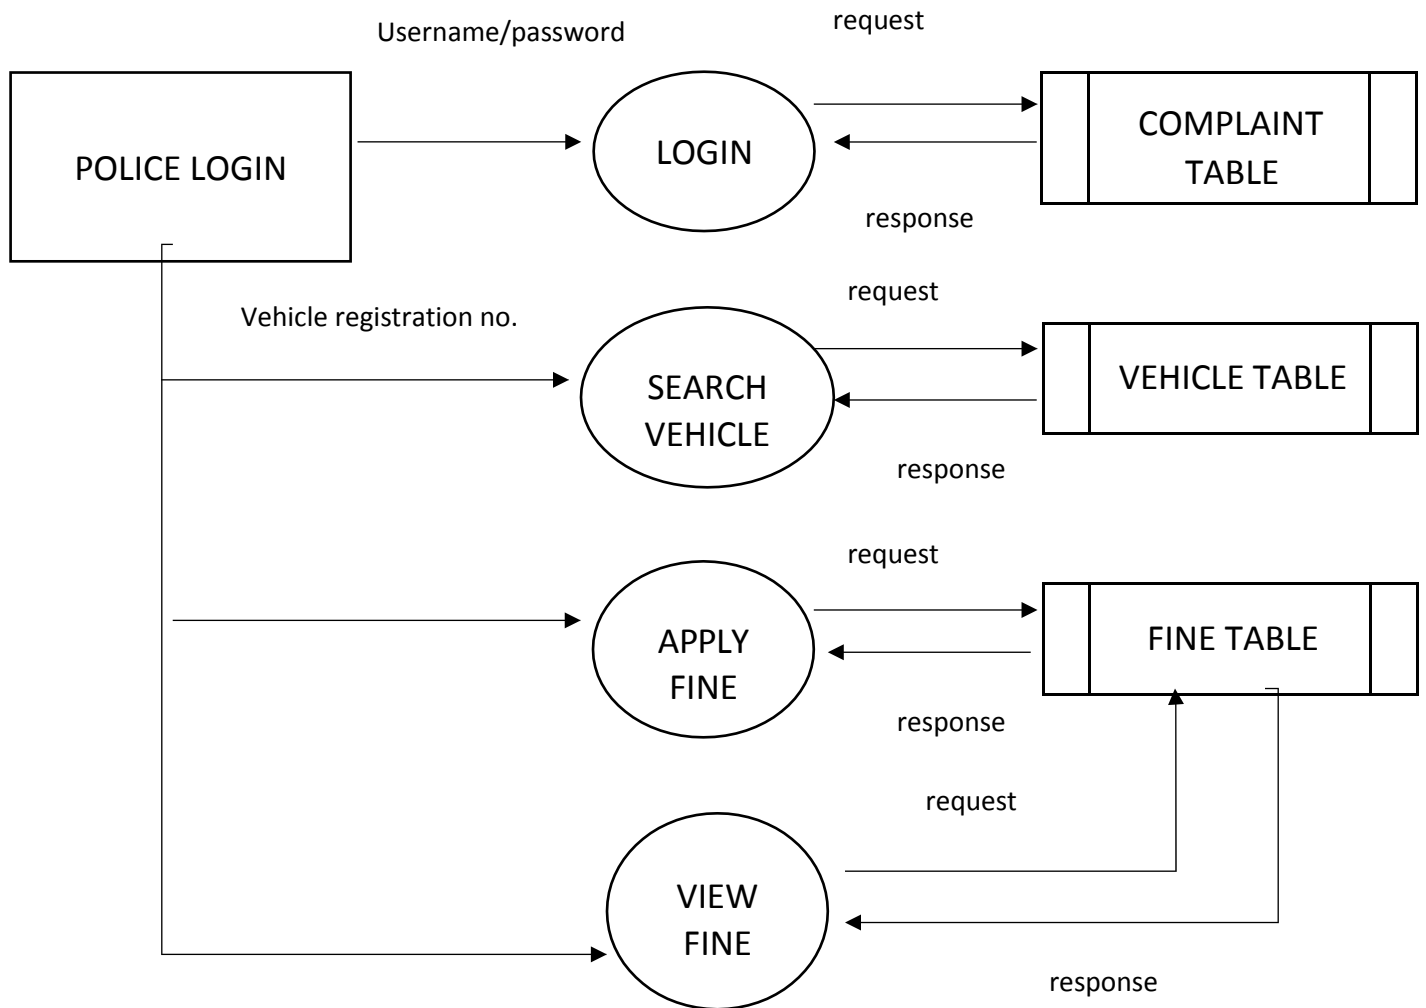 Username/password
request
POLICE LOGIN
LOGIN
COMPLAINT
TABLE
response
Vehicle registration no.
request
SEARCH
VEHICLE
VEHICLE TABLE
response
request
APPLY
FINE
FINE TABLE
response
request
VIEW
FINE
response